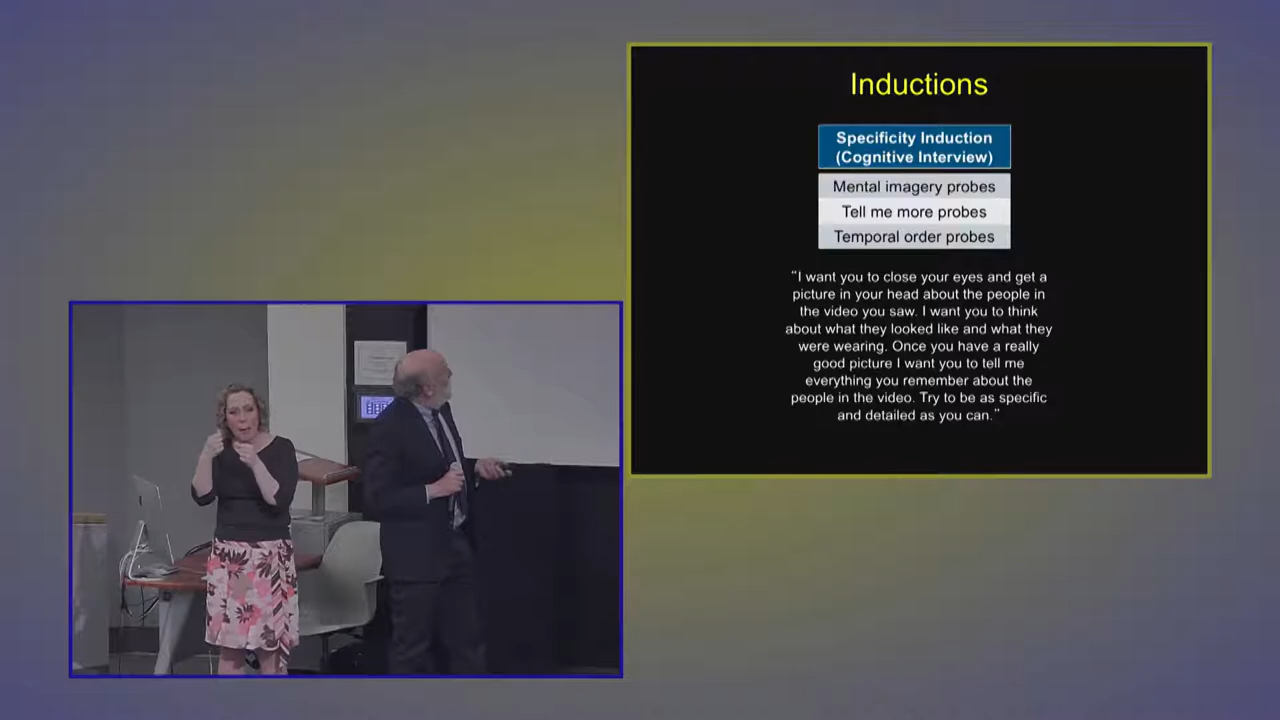 Inductions
Specificity Induction
(Cognitive Interview)
Mental imagery probes
Tell me more probes
Temporal order probes
“I want you to close your eyes and get a
picture in your head about the people in
the video you saw. I want you to think
about what they looked like and what they
were wearing. Once you have a really
good picture I want you to tell me
everything you remember about the
people in the video. Try to be as specific
and detailed as you can.”